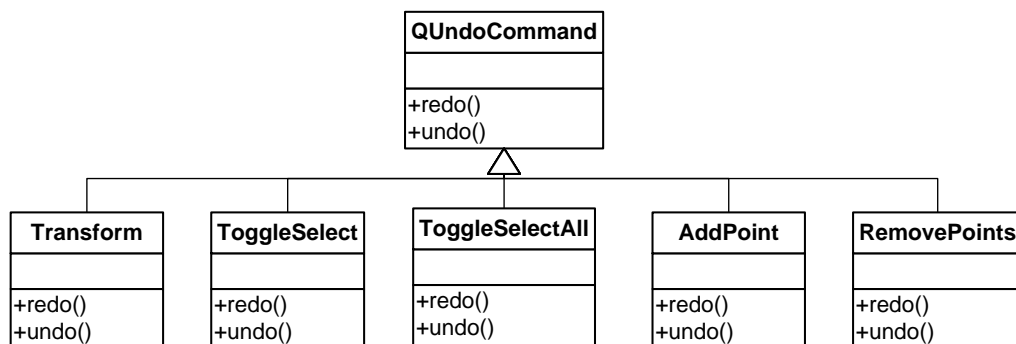 QUndoCommand
+redo()
+undo()
Transform
+redo()
+undo()
ToggleSelect
+redo()
+undo()
ToggleSelectAll
+redo()
+undo()
AddPoint
+redo()
+undo()
RemovePoints
+redo()
+undo()